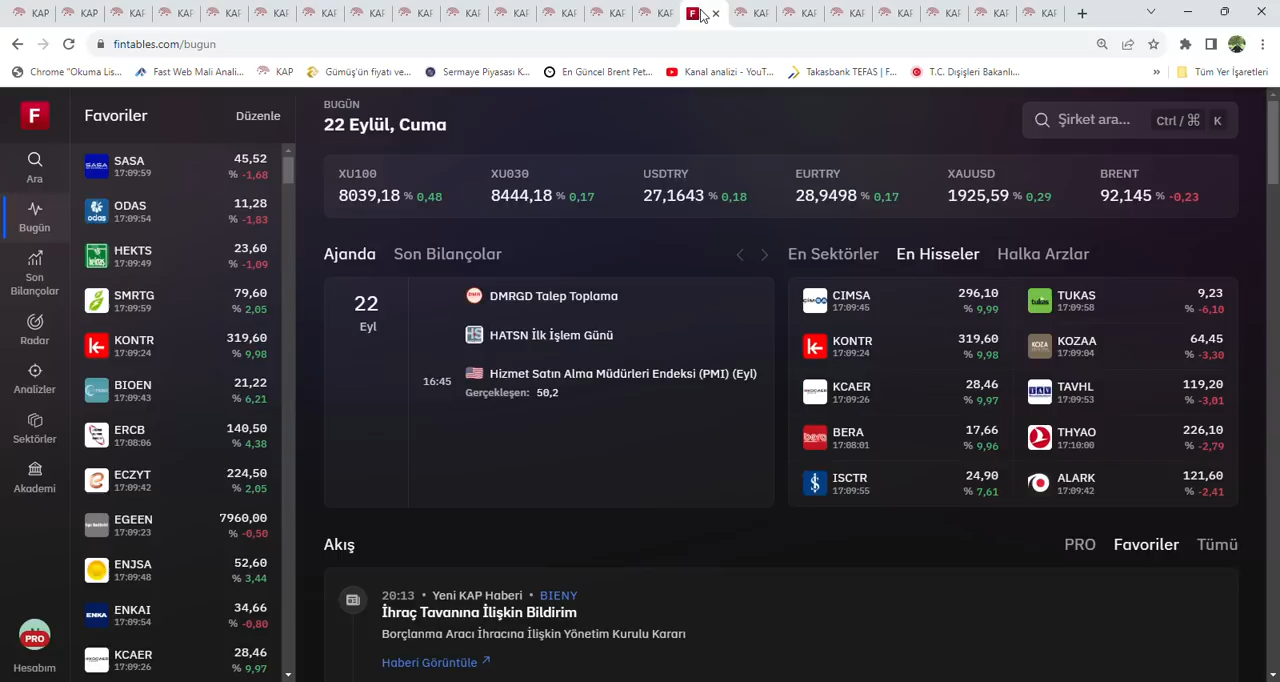 KAP KAP KAP KAP KAP KAP KAP KAP KAP KAP KAP KAP KAP KAP F KAP KAP KAP KAP KAP KAP KAP
fintables.com/bugun
Chrome "Okuma Lis... Fast Web Mali Anali... KAP Gümüş'ün fiyatı ve... Sermaye Piyasası K... En Güncel Brent Pet... Kanal analizi - YouT... Takasbank TEFAS | F... T.C. Dışişleri Bakanlı... » Tüm Yer İşaretleri
F
Ara
Bugün
Son
Bilançolar
Radar
Analizler
Sektörler
Akademi
PRO
Hesabım
Favoriler Düzenle
SASA 45,52
17:09:59 % -1,68
ODAS 11,28
17:09:54 % -1,83
HEKTS 23,60
17:09:49 % -1,09
SMRTG 79,60
17:09:59 % 2,05
KONTR 319,60
17:09:24 % 9,98
BIOEN 21,22
17:09:43 % 6,21
ERCB 140,50
17:08:06 % 4,38
ECZYT 224,50
17:09:42 % 2,05
EGEEN 7960,00
17:09:23 % -0,50
ENJSA 52,60
17:09:48 % 3,44
ENKAI 34,66
17:09:54 % -0,80
KCAER 28,46
17:09:26 % 9,97
BUGÜN
22 Eylül, Cuma
Şirket ara... Ctrl / ⌘ K
XU100 XU030 USDTRY EURTRY XAUUSD BRENT
8039,18 % 0,48 8444,18 % 0,17 27,1643 % 0,18 28,9498 % 0,17 1925,59 % 0,29 92,145 % -0,23
Ajanda Son Bilançolar
22
Eyl
DMRGD Talep Toplama
HATSN İlk İşlem Günü
16:45 Hizmet Satın Alma Müdürleri Endeksi (PMI) (Eyl)
Gerçekleşen: 50,2
En Sektörler En Hisseler Halka Arzlar
CIMSA 296,10 TUKAS 9,23
17:09:45 % 9,99 17:09:58 % -6,10
KONTR 319,60 KOZAA 64,45
17:09:24 % 9,98 17:09:04 % -3,30
KCAER 28,46 TAVHL 119,20
17:09:26 % 9,97 17:09:53 % -3,01
BERA 17,66 THYAO 226,10
17:08:01 % 9,96 17:10:00 % -2,79
ISCTR 24,90 ALARK 121,60
17:09:55 % 7,61 17:09:42 % -2,41
Akış PRO Favoriler Tümü
20:13 • Yeni KAP Haberi • BIENY
İhraç Tavanına İlişkin Bildirim
Borçlanma Aracı İhracına İlişkin Yönetim Kurulu Kararı
Haberi Görüntüle